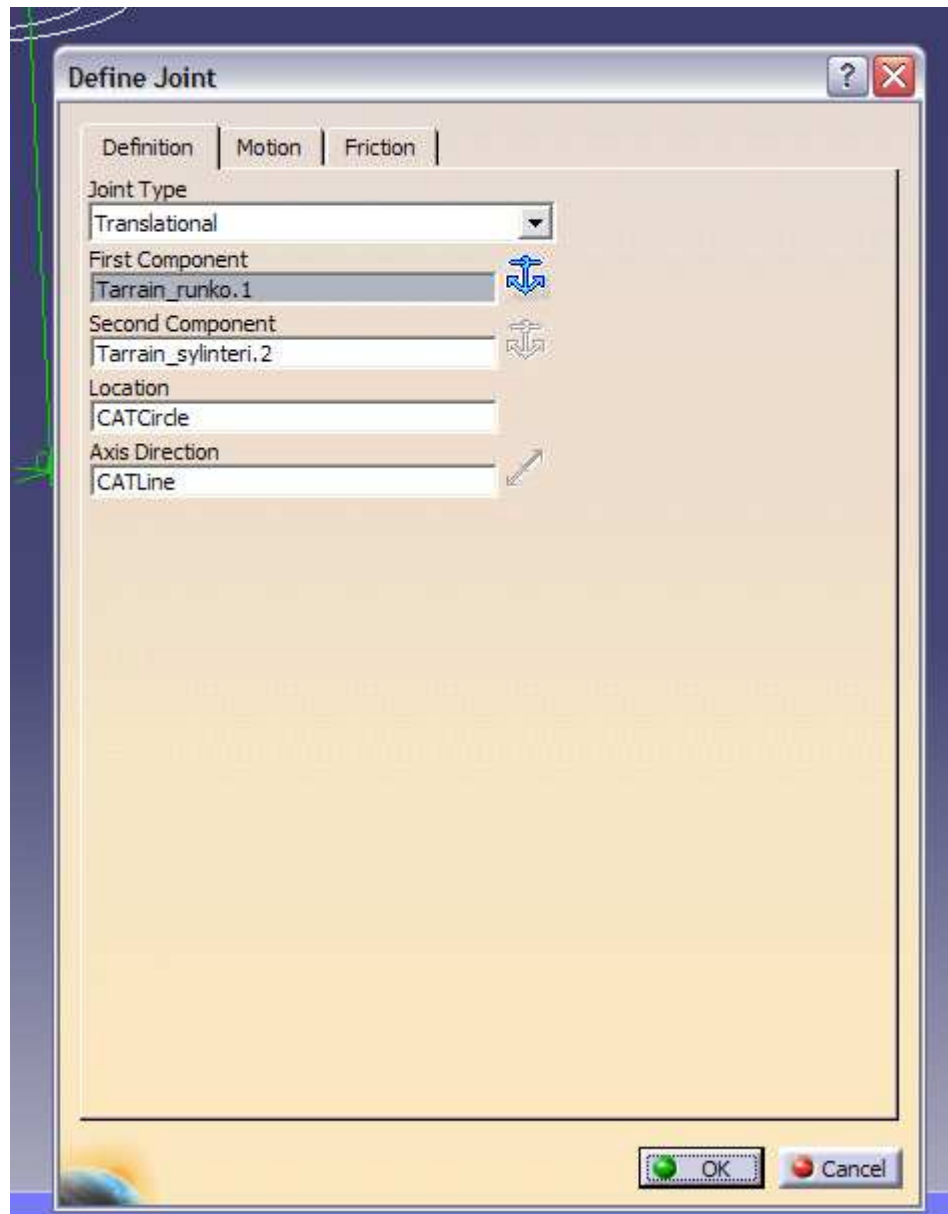 Define Joint
?
Definition Motion Friction
Joint Type
Translational
First Component
Tarrain_runko.1
Second Component
Tarrain_sylinteri.2
Location
CATCircle
Axis Direction
CATLine
OK Cancel